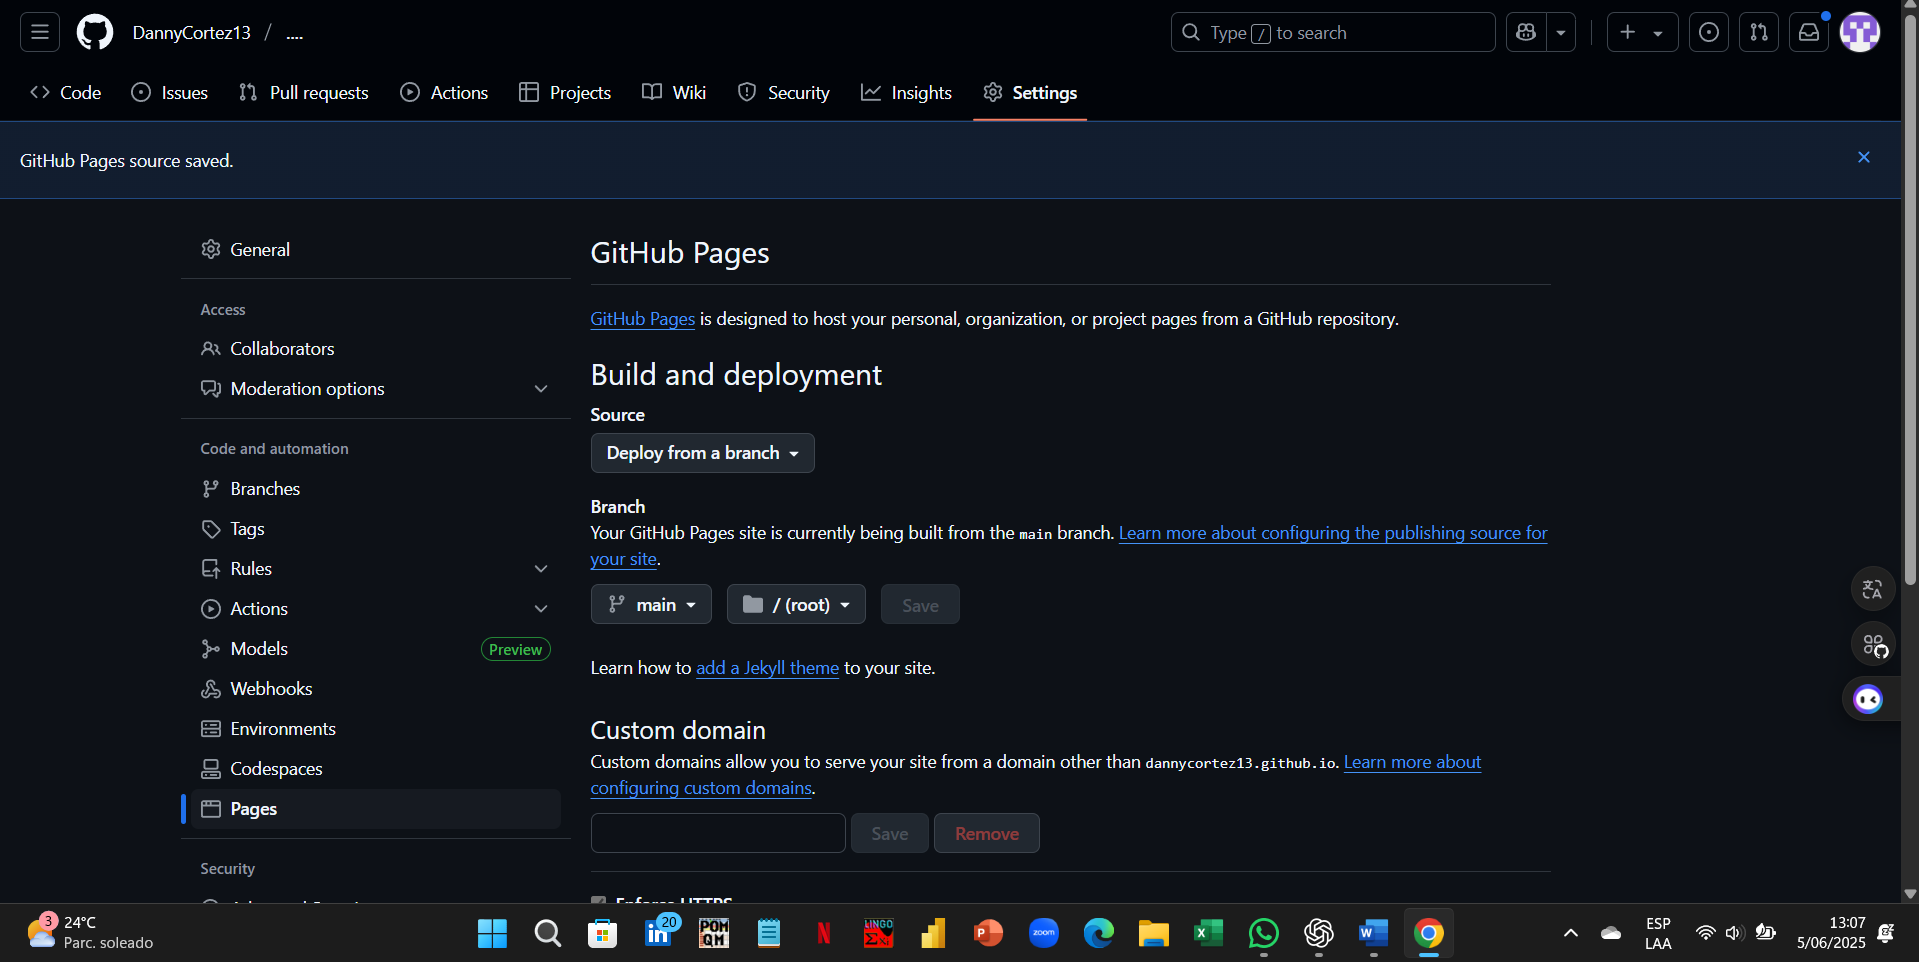 DannyCortez13 / ....
Type / to search
Code Issues Pull requests Actions Projects Wiki Security Insights Settings
GitHub Pages source saved.
General
Access
Collaborators
Moderation options
Code and automation
Branches
Tags
Rules
Actions
Models Preview
Webhooks
Environments
Codespaces
Pages
Security
GitHub Pages
GitHub Pages is designed to host your personal, organization, or project pages from a GitHub repository.
Build and deployment
Source
Deploy from a branch
Branch
Your GitHub Pages site is currently being built from the main branch. Learn more about configuring the publishing source for
your site.
main / (root) Save
Learn how to add a Jekyll theme to your site.
Custom domain
Custom domains allow you to serve your site from a domain other than dannycortez13.github.io. Learn more about
configuring custom domains.
Save Remove
Enforce HTTPS
3 24°C
Parc. soleado
20
POM
QM
LINGO
zoom
ESP
LAA
13:07
5/06/2025